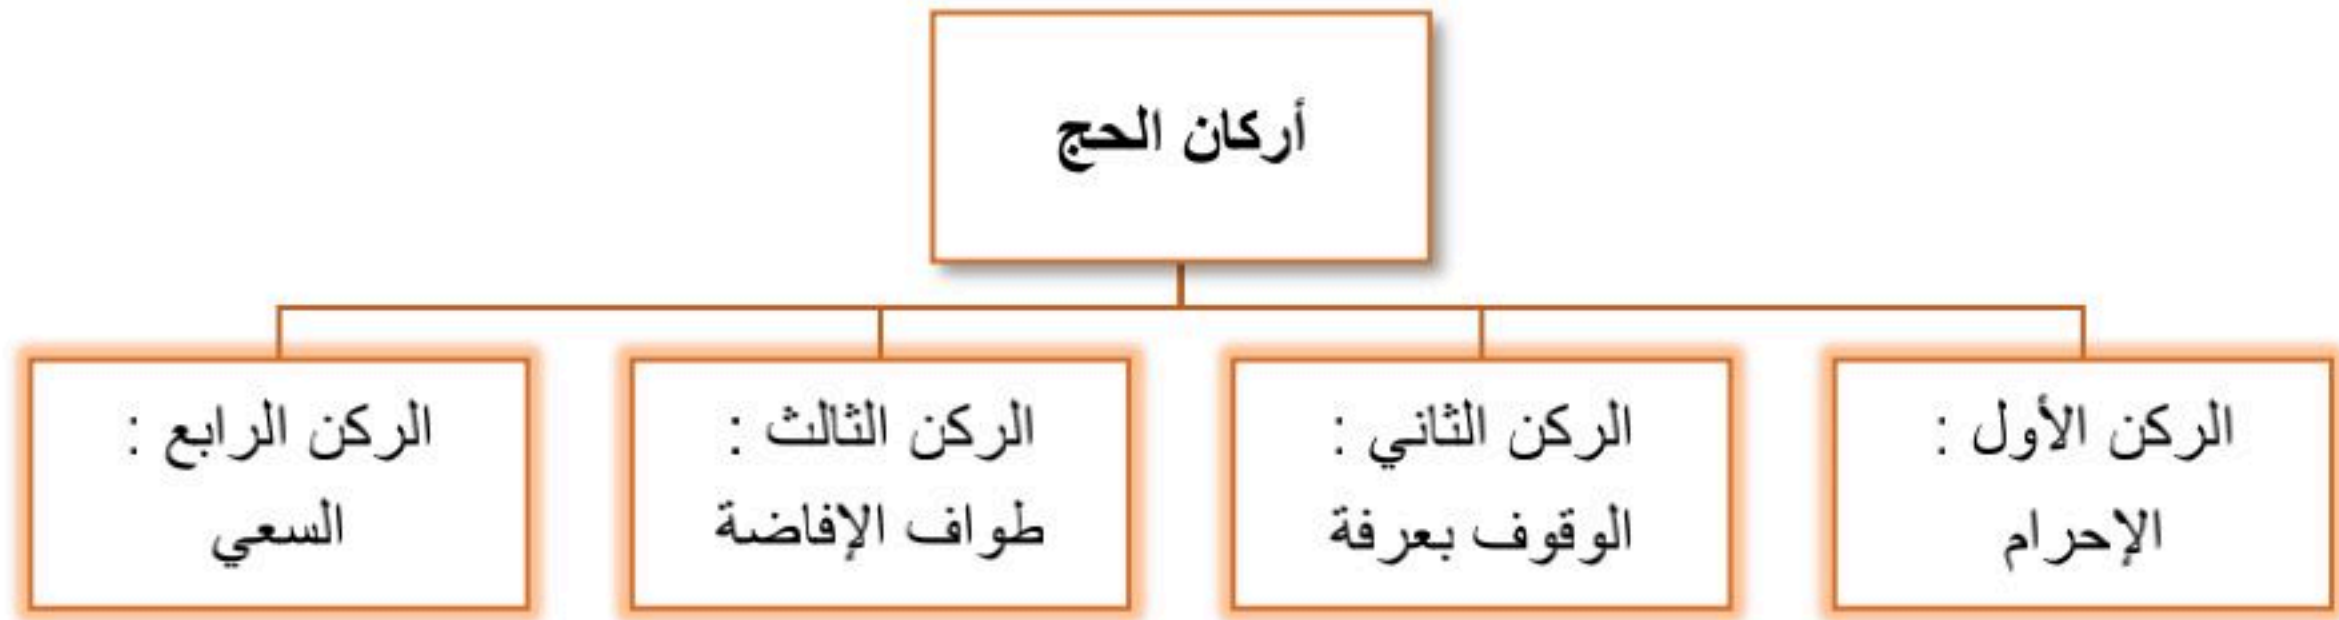 أركان الحج
الركن الأول :
الإحرام
الركن الثاني :
الوقوف بعرفة
الركن الثالث :
طواف الإفاضة
الركن الرابع :
السعي